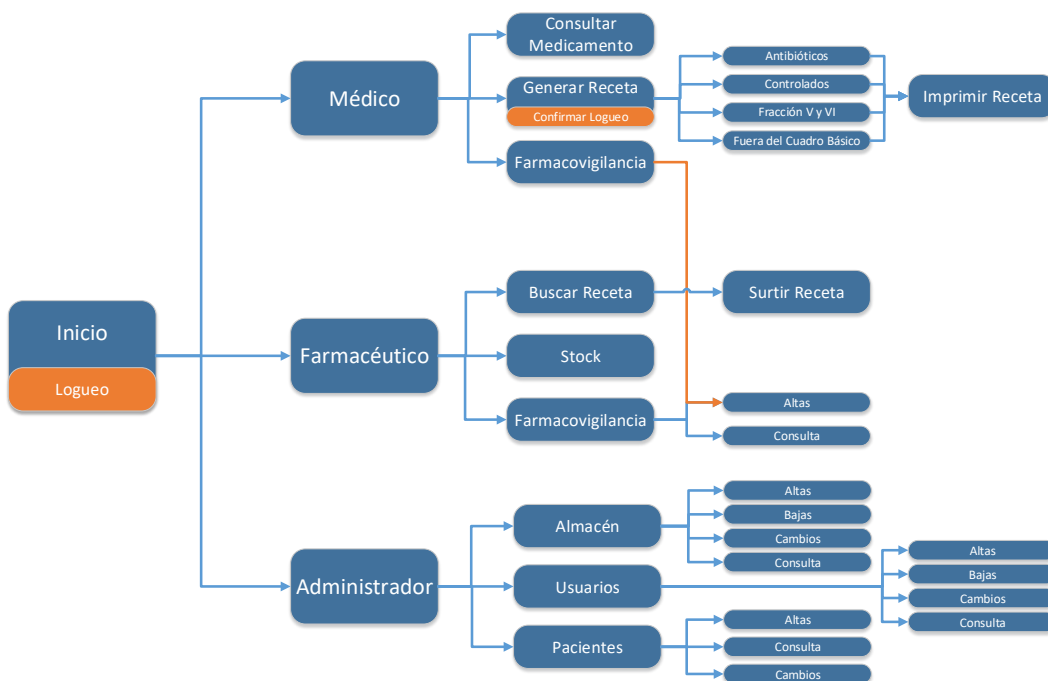 Inicio
Logueo
Médico
Consultar
Medicamento
Generar Receta
Confirmar Logueo
Antibióticos
Controlados
Fracción V y VI
Fuera del Cuadro Básico
Imprimir Receta
Farmacovigilancia
Farmacéutico
Buscar Receta
Surtir Receta
Stock
Farmacovigilancia
Altas
Consulta
Administrador
Almacén
Altas
Bajas
Cambios
Consulta
Usuarios
Altas
Bajas
Cambios
Consulta
Pacientes
Altas
Consulta
Cambios